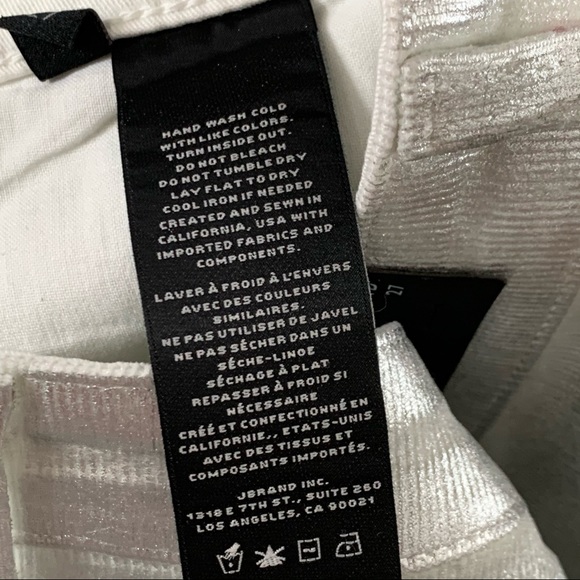 HAND WASH COLD
WITH LIKE COLORS.
TURN INSIDE OUT.
DO NOT BLEACH
DO NOT TUMBLE DRY
LAY FLAT TO DRY
COOL IRON IF NEEDED
CREATED AND SEWN IN
CALIFORNIA, USA WITH
IMPORTED FABRICS AND
COMPONENTS.
LAVER À FROID À L'ENVERS
AVEC DES COULEURS
SIMILAIRES.
NE PAS UTILISER DE JAVEL
NE PAS SÉCHER DANS UN
SÈCHE-LINGE
SÉCHAGE À PLAT
REPASSER À FROID SI
NÉCESSAIRE
CRÉÉ ET CONFECTIONNÉ EN
CALIFORNIE,, ETATS-UNIS
AVEC DES TISSUS ET
COMPOSANTS IMPORTÉS.
JBRAND INC.
1318 E 7TH ST., SUITE 260
LOS ANGELES, CA 90021